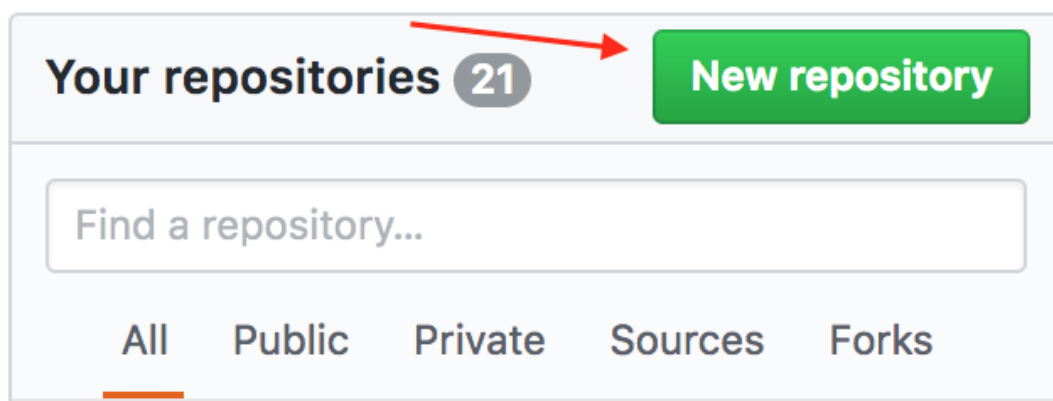 Your repositories 21 New repository
Find a repository...
All Public Private Sources Forks